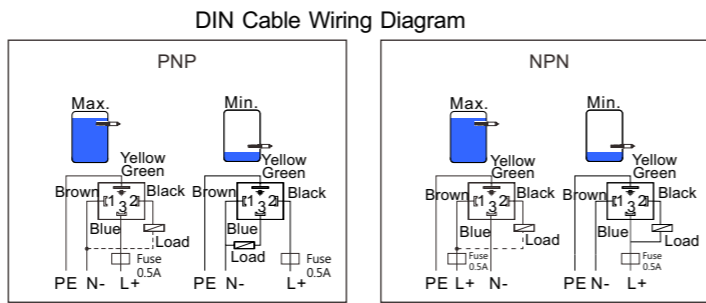 DIN Cable Wiring Diagram
PNP
Max.
Yellow
Green
Brown
1
3
2
Black
Blue
Load
Fuse
0.5A
PE N- L+
Min.
Yellow
Green
Brown
1
3
2
Black
Blue
Load
Fuse
0.5A
PE N- L+
NPN
Max.
Yellow
Green
Brown
1
3
2
Black
Blue
Load
Fuse
0.5A
PE L+ N-
Min.
Yellow
Green
Brown
1
3
2
Black
Blue
Load
Fuse
0.5A
PE N- L+